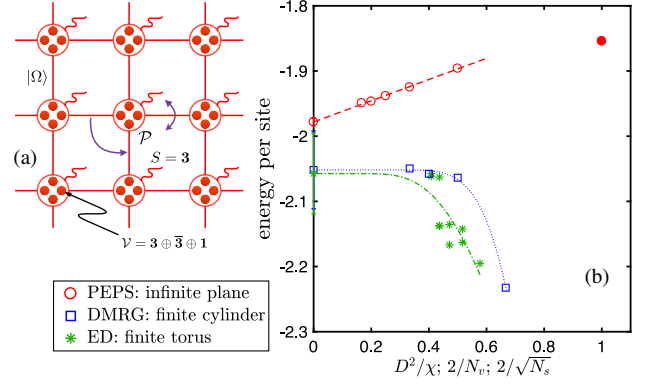 |Ω⟩
𝒫
(a)
S = 3
𝒱 = 3 ⊕ 3̅ ⊕ 1
PEPS: infinite plane
DMRG: finite cylinder
ED: finite torus
energy per site
-1.8
-1.9
-2
-2.1
-2.2
-2.3
(b)
0 0.2 0.4 0.6 0.8 1
D²/χ; 2/Nᵥ; 2/√Nₛ